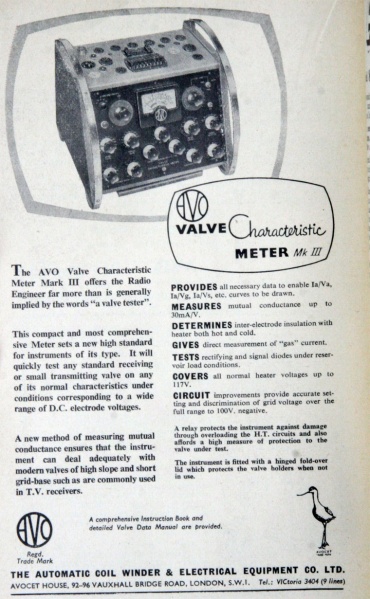 AVO
VALVE Characteristic
METER Mk III
The AVO Valve Characteristic
Meter Mark III offers the Radio
Engineer far more than is generally
implied by the words "a valve tester".
This compact and most comprehen-
sive Meter sets a new high standard
for instruments of its type. It will
quickly test any standard receiving
or small transmitting valve on any
of its normal characteristics under
conditions corresponding to a wide
range of D.C. electrode voltages.
A new method of measuring mutual
conductance ensures that the instru-
ment can deal adequately with
modern valves of high slope and short
grid-base such as are commonly used
in T.V. receivers.
PROVIDES all necessary data to enable Ia/Va,
Ia/Vg, Ia/Vs, etc. curves to be drawn.
MEASURES mutual conductance up to
30mA/V.
DETERMINES inter-electrode insulation with
heater both hot and cold.
GIVES direct measurement of "gas" current.
TESTS rectifying and signal diodes under reser-
voir load conditions.
COVERS all normal heater voltages up to
117V.
CIRCUIT improvements provide accurate set-
ting and discrimination of grid voltage over the
full range to 100V. negative.
A relay protects the instrument against damage
through overloading the H.T. circuits and also
affords a high measure of protection to the
valve under test.
The instrument is fitted with a hinged fold-over
lid which protects the valve holders when not
in use.
AVO
Regd.
Trade Mark
A comprehensive Instruction Book and
detailed Valve Data Manual are provided.
AVOCET
THE AUTOMATIC COIL WINDER & ELECTRICAL EQUIPMENT CO. LTD.
AVOCET HOUSE, 92-96 VAUXHALL BRIDGE ROAD, LONDON, S.W.1. Tel.: VICtoria 3404 (9 lines)